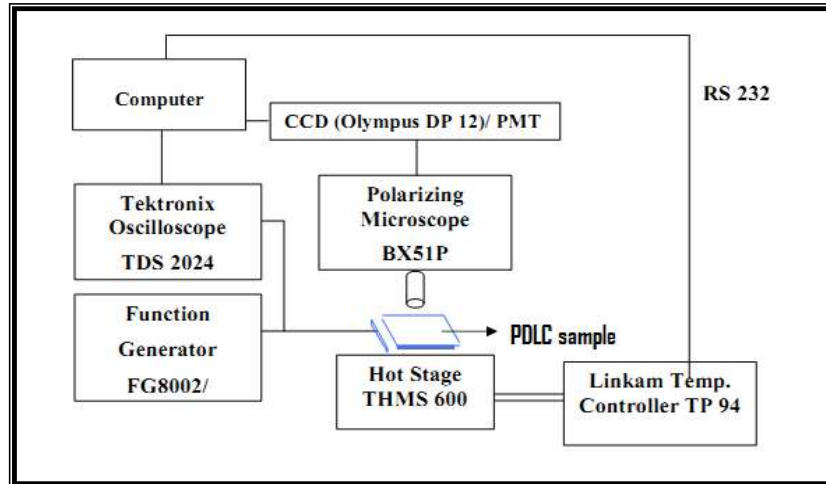 Computer
RS 232
CCD (Olympus DP 12)/ PMT
Tektronix
Oscilloscope
TDS 2024
Polarizing
Microscope
BX51P
Function
Generator
FG8002/
PDLC sample
Hot Stage
THMS 600
Linkam Temp.
Controller TP 94